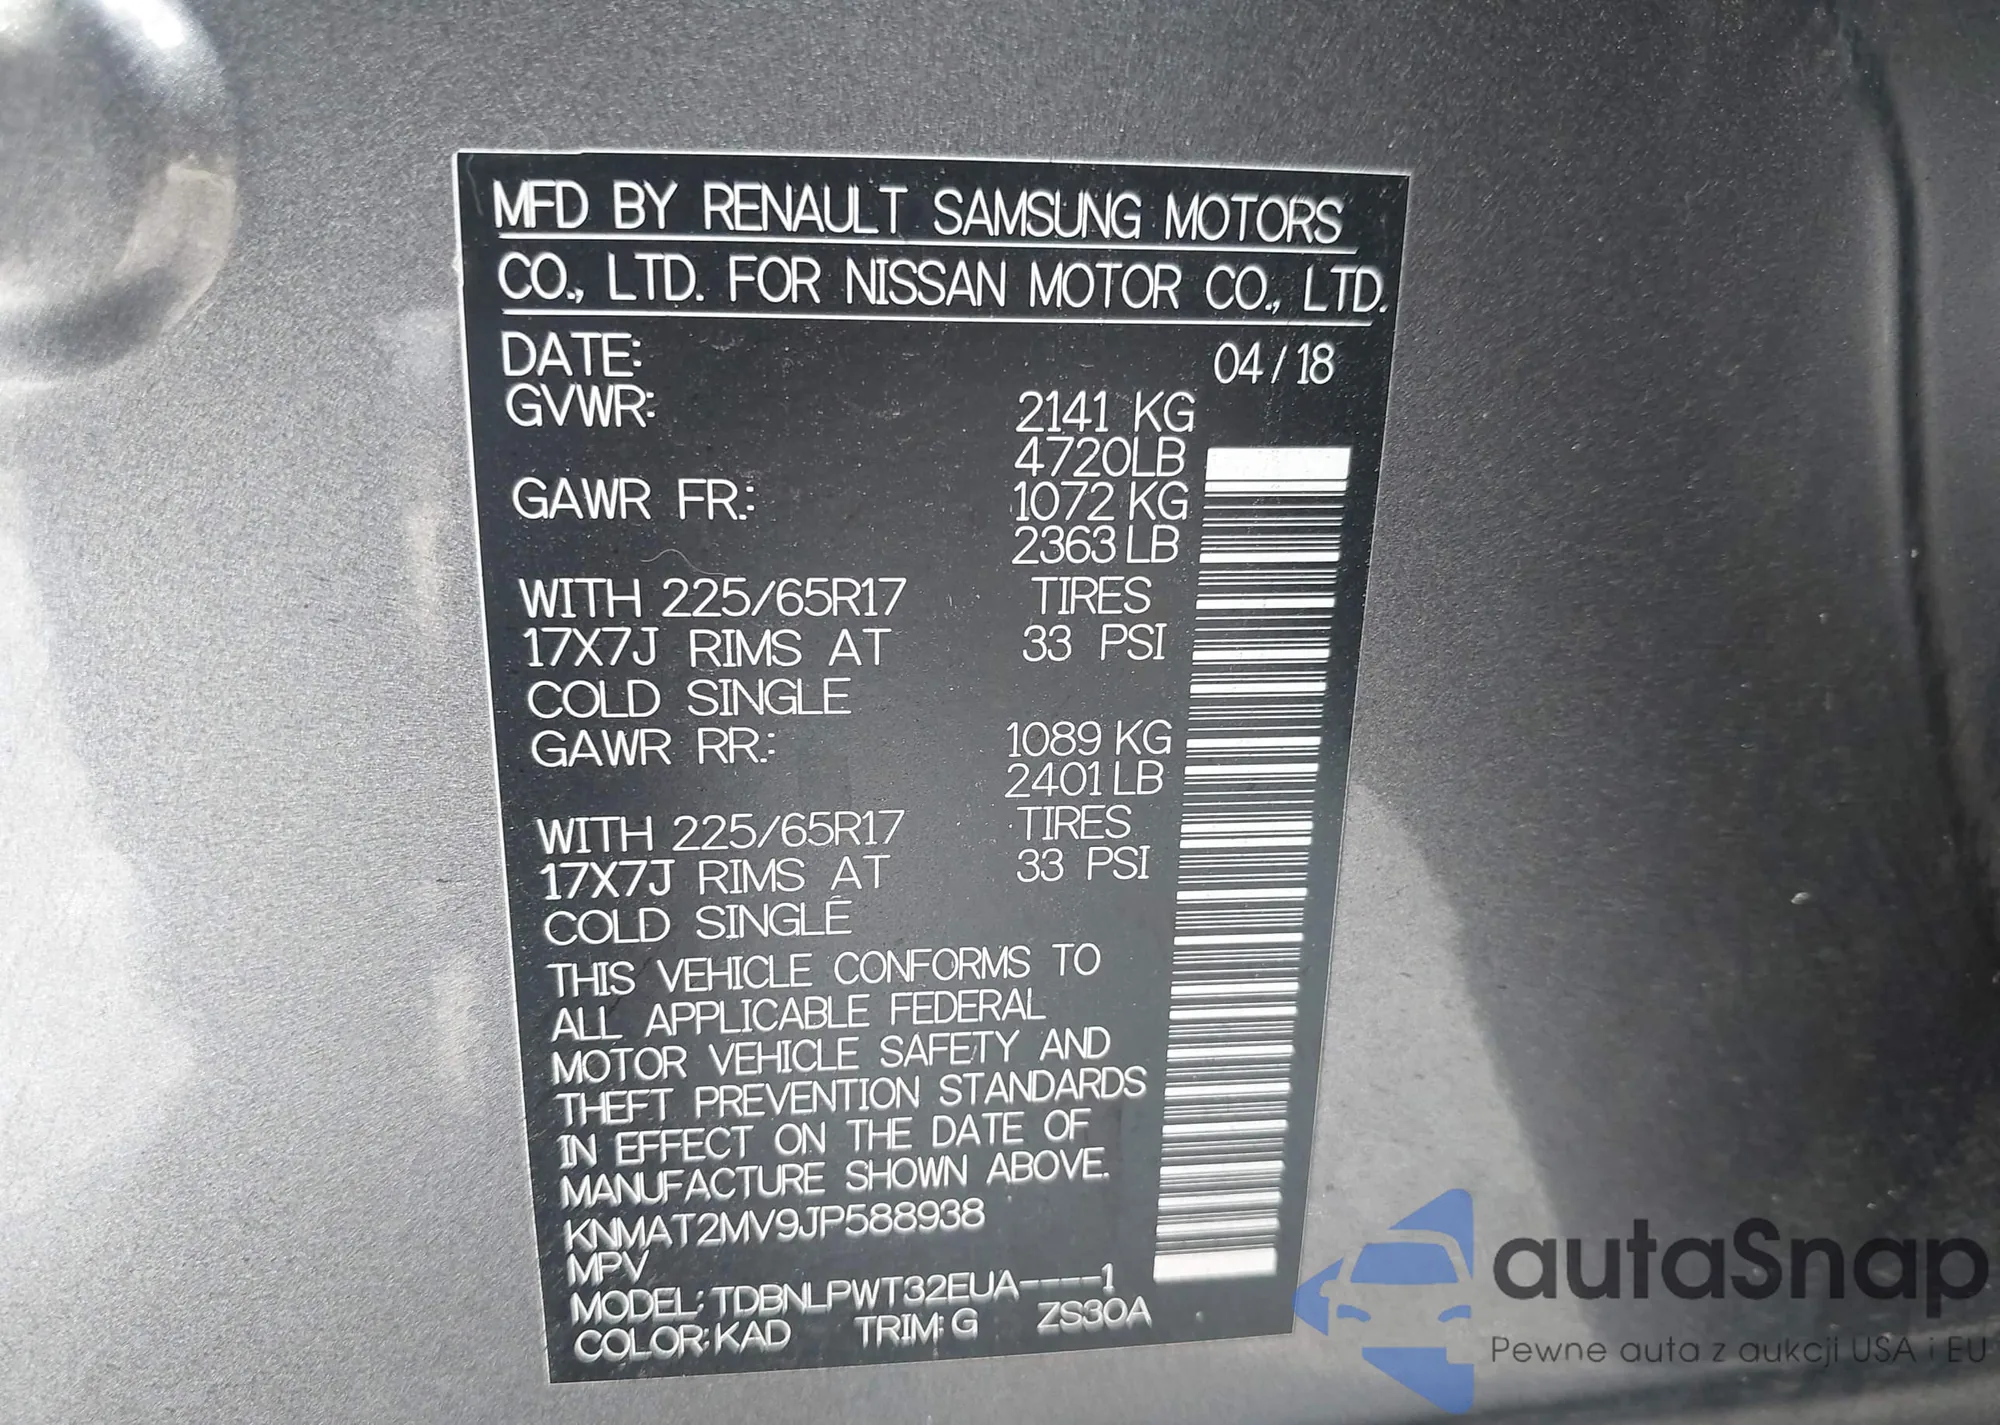 MFD BY RENAULT SAMSUNG MOTORS
CO., LTD. FOR NISSAN MOTOR CO., LTD.
DATE: 04/18
GVWR: 2141 KG
4720LB
GAWR FR.: 1072 KG
2363 LB
WITH 225/65R17 TIRES
17X7J RIMS AT 33 PSI
COLD SINGLE
GAWR RR.: 1089 KG
2401 LB
WITH 225/65R17 TIRES
17X7J RIMS AT 33 PSI
COLD SINGLE
THIS VEHICLE CONFORMS TO
ALL APPLICABLE FEDERAL
MOTOR VEHICLE SAFETY AND
THEFT PREVENTION STANDARDS
IN EFFECT ON THE DATE OF
MANUFACTURE SHOWN ABOVE.
KNMAT2MV9JP588938
MPV
MODEL: TDBNLPWT32EUA----1
COLOR: KAD TRIM: G ZS30A
autaSnap
Pewne auta z aukcji USA i EU